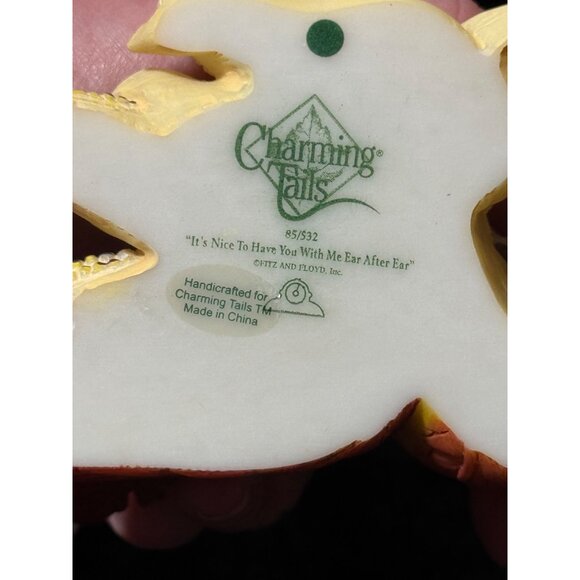 Charming®
Tails
85/532
"It's Nice To Have You With Me Ear After Ear"
©FITZ AND FLOYD, Inc.
Handicrafted for
Charming Tails TM
Made in China